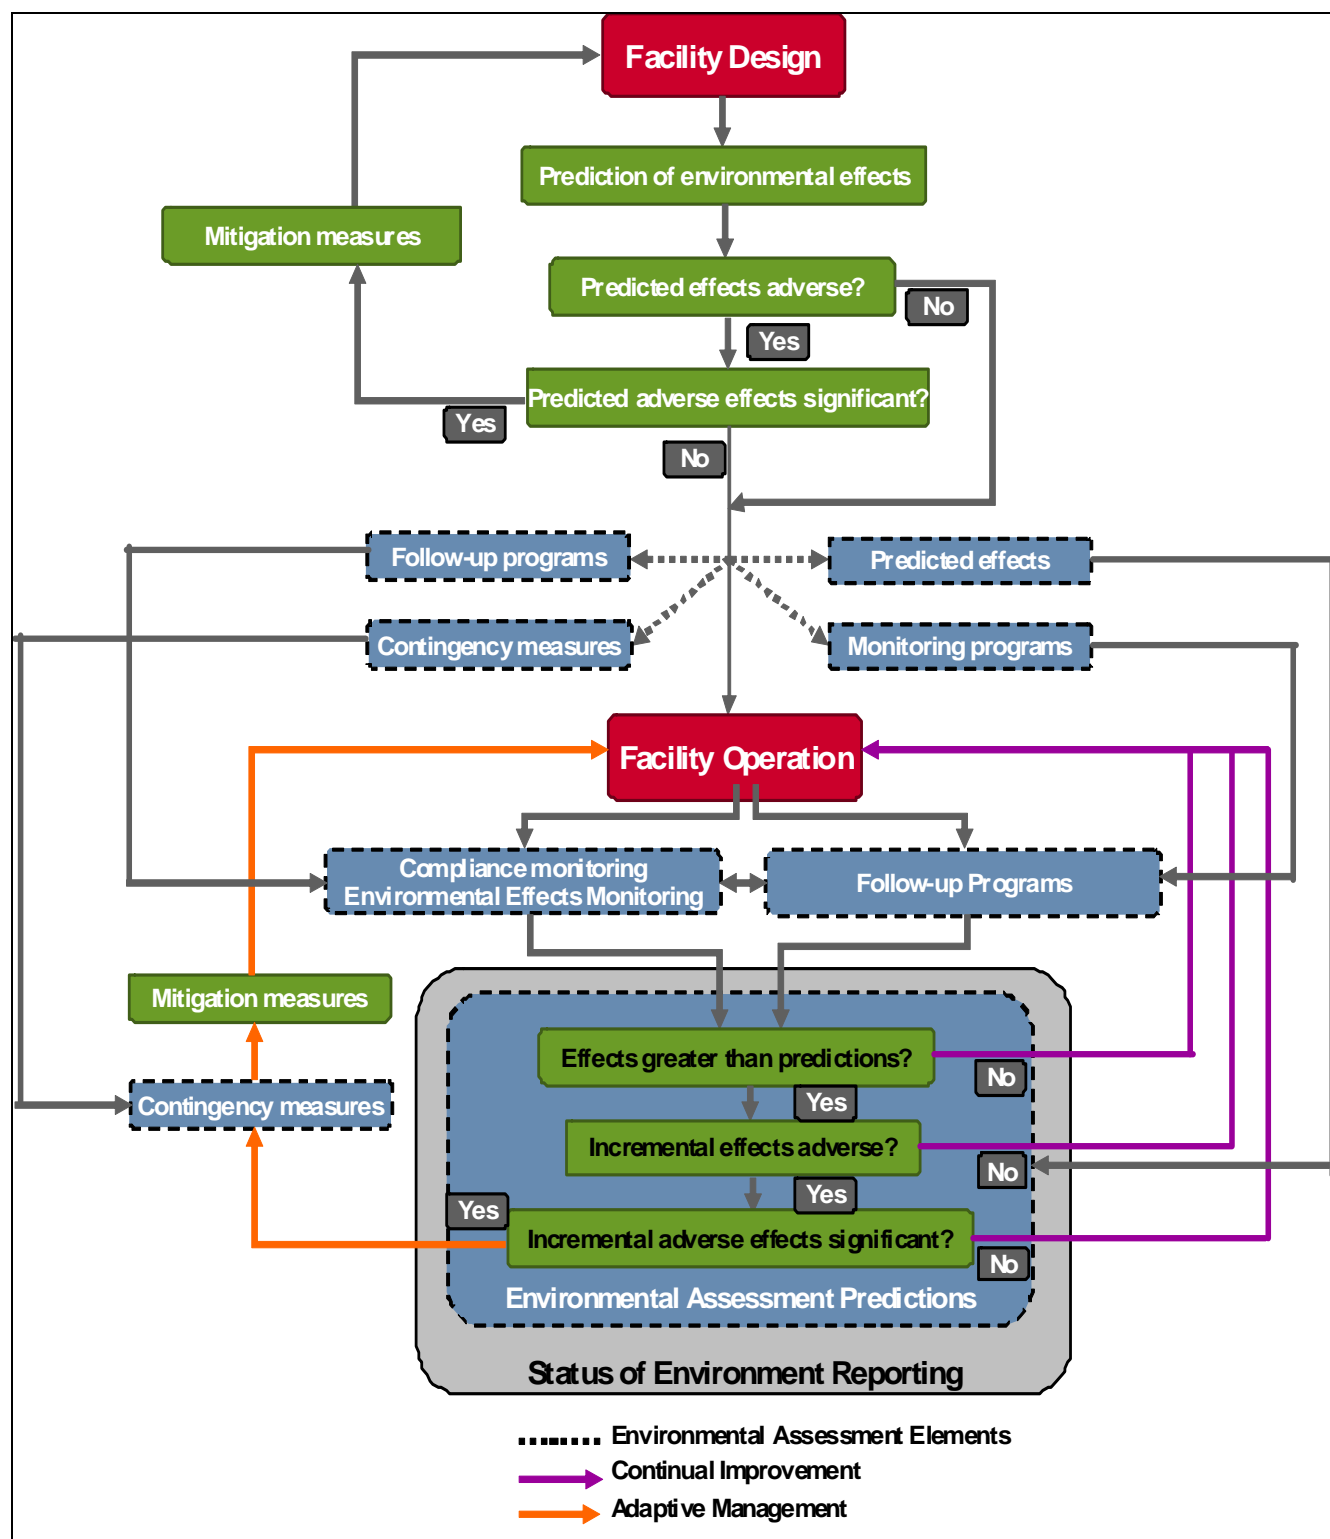 Facility Design
Prediction of environmental effects
Mitigation measures
Predicted effects adverse?
No
Yes
Predicted adverse effects significant?
Yes
No
Follow-up programs
Predicted effects
Contingency measures
Monitoring programs
Facility Operation
Compliance monitoring
Environmental Effects Monitoring
Follow-up Programs
Mitigation measures
Effects greater than predictions?
No
Yes
Contingency measures
Incremental effects adverse?
No
Yes
Yes
Incremental adverse effects significant?
No
Environmental Assessment Predictions
Status of Environment Reporting
Environmental Assessment Elements
Continual Improvement
Adaptive Management